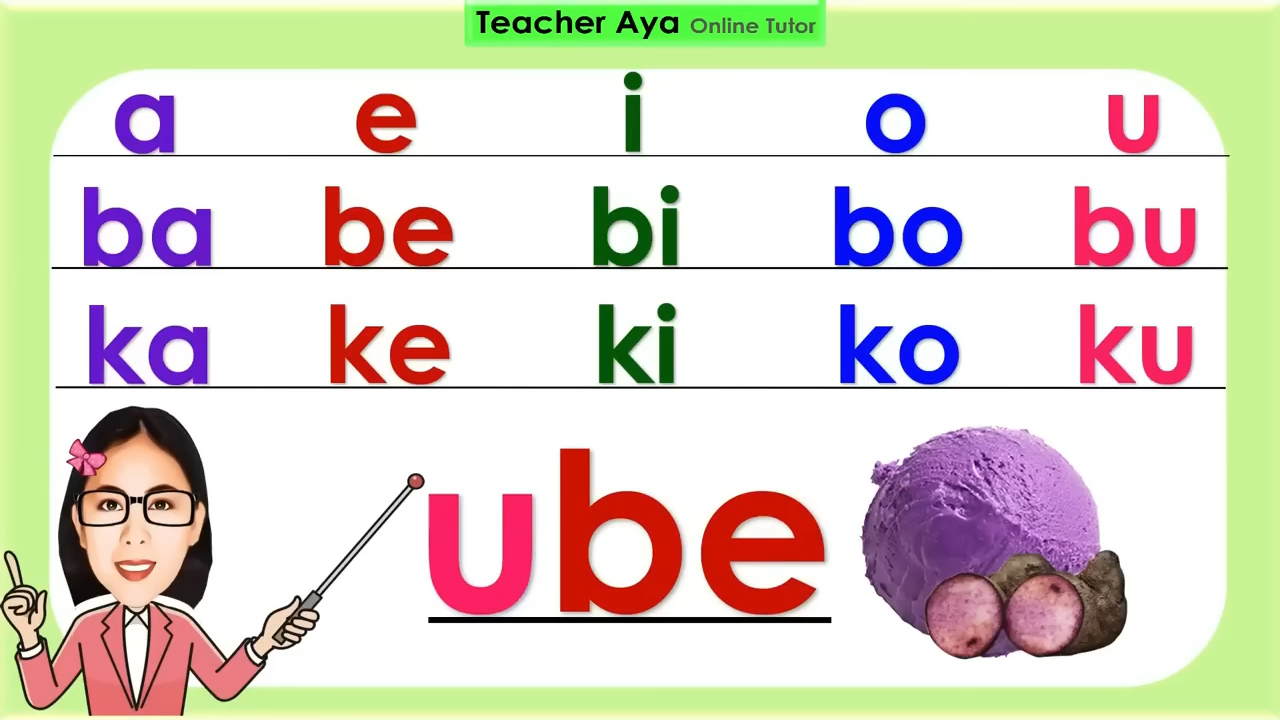 Teacher Aya Online Tutor
a e i o u
ba be bi bo bu
ka ke ki ko ku
ube